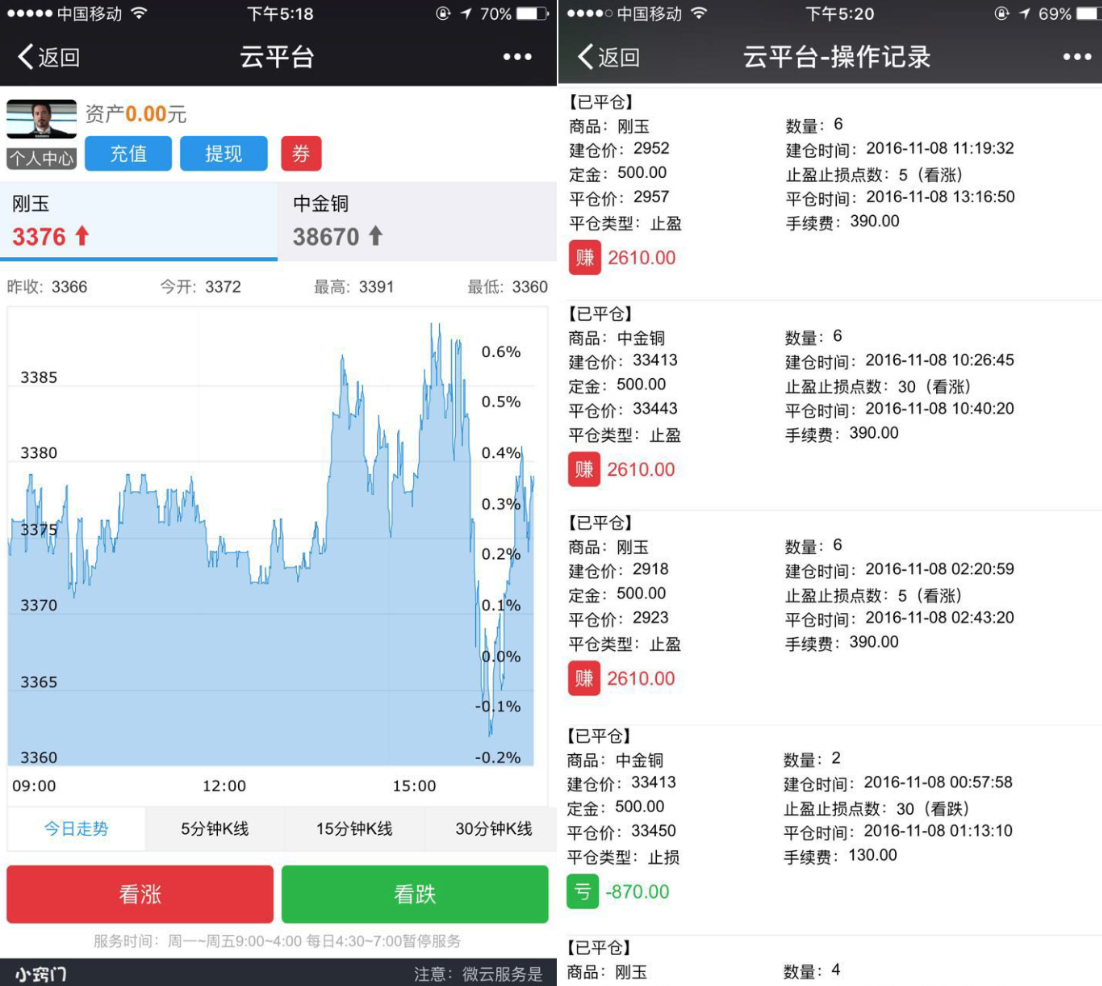 中国移动
下午5:18
70%
返回
云平台
资产0.00元
个人中心
充值
提现
券
刚玉
3376
中金铜
38670
昨收: 3366
今开: 3372
最高: 3391
最低: 3360
3385
3380
3375
3370
3365
3360
0.6%
0.5%
0.4%
0.3%
0.2%
0.1%
0.0%
-0.1%
-0.2%
09:00
12:00
15:00
今日走势
5分钟K线
15分钟K线
30分钟K线
看涨
看跌
服务时间：周一~周五9:00~4:00 每日4:30~7:00暂停服务
小窍门
注意：微云服务是
中国移动
下午5:20
69%
返回
云平台-操作记录
【已平仓】
商品：刚玉
数量：6
建仓价：2952
建仓时间：2016-11-08 11:19:32
定金：500.00
止盈止损点数：5（看涨）
平仓价：2957
平仓时间：2016-11-08 13:16:50
平仓类型：止盈
手续费：390.00
赚 2610.00
【已平仓】
商品：中金铜
数量：6
建仓价：33413
建仓时间：2016-11-08 10:26:45
定金：500.00
止盈止损点数：30（看涨）
平仓价：33443
平仓时间：2016-11-08 10:40:20
平仓类型：止盈
手续费：390.00
赚 2610.00
【已平仓】
商品：刚玉
数量：6
建仓价：2918
建仓时间：2016-11-08 02:20:59
定金：500.00
止盈止损点数：5（看涨）
平仓价：2923
平仓时间：2016-11-08 02:43:20
平仓类型：止盈
手续费：390.00
赚 2610.00
【已平仓】
商品：中金铜
数量：2
建仓价：33413
建仓时间：2016-11-08 00:57:58
定金：500.00
止盈止损点数：30（看跌）
平仓价：33450
平仓时间：2016-11-08 01:13:10
平仓类型：止损
手续费：130.00
亏 -870.00
【已平仓】
商品：刚玉
数量：4